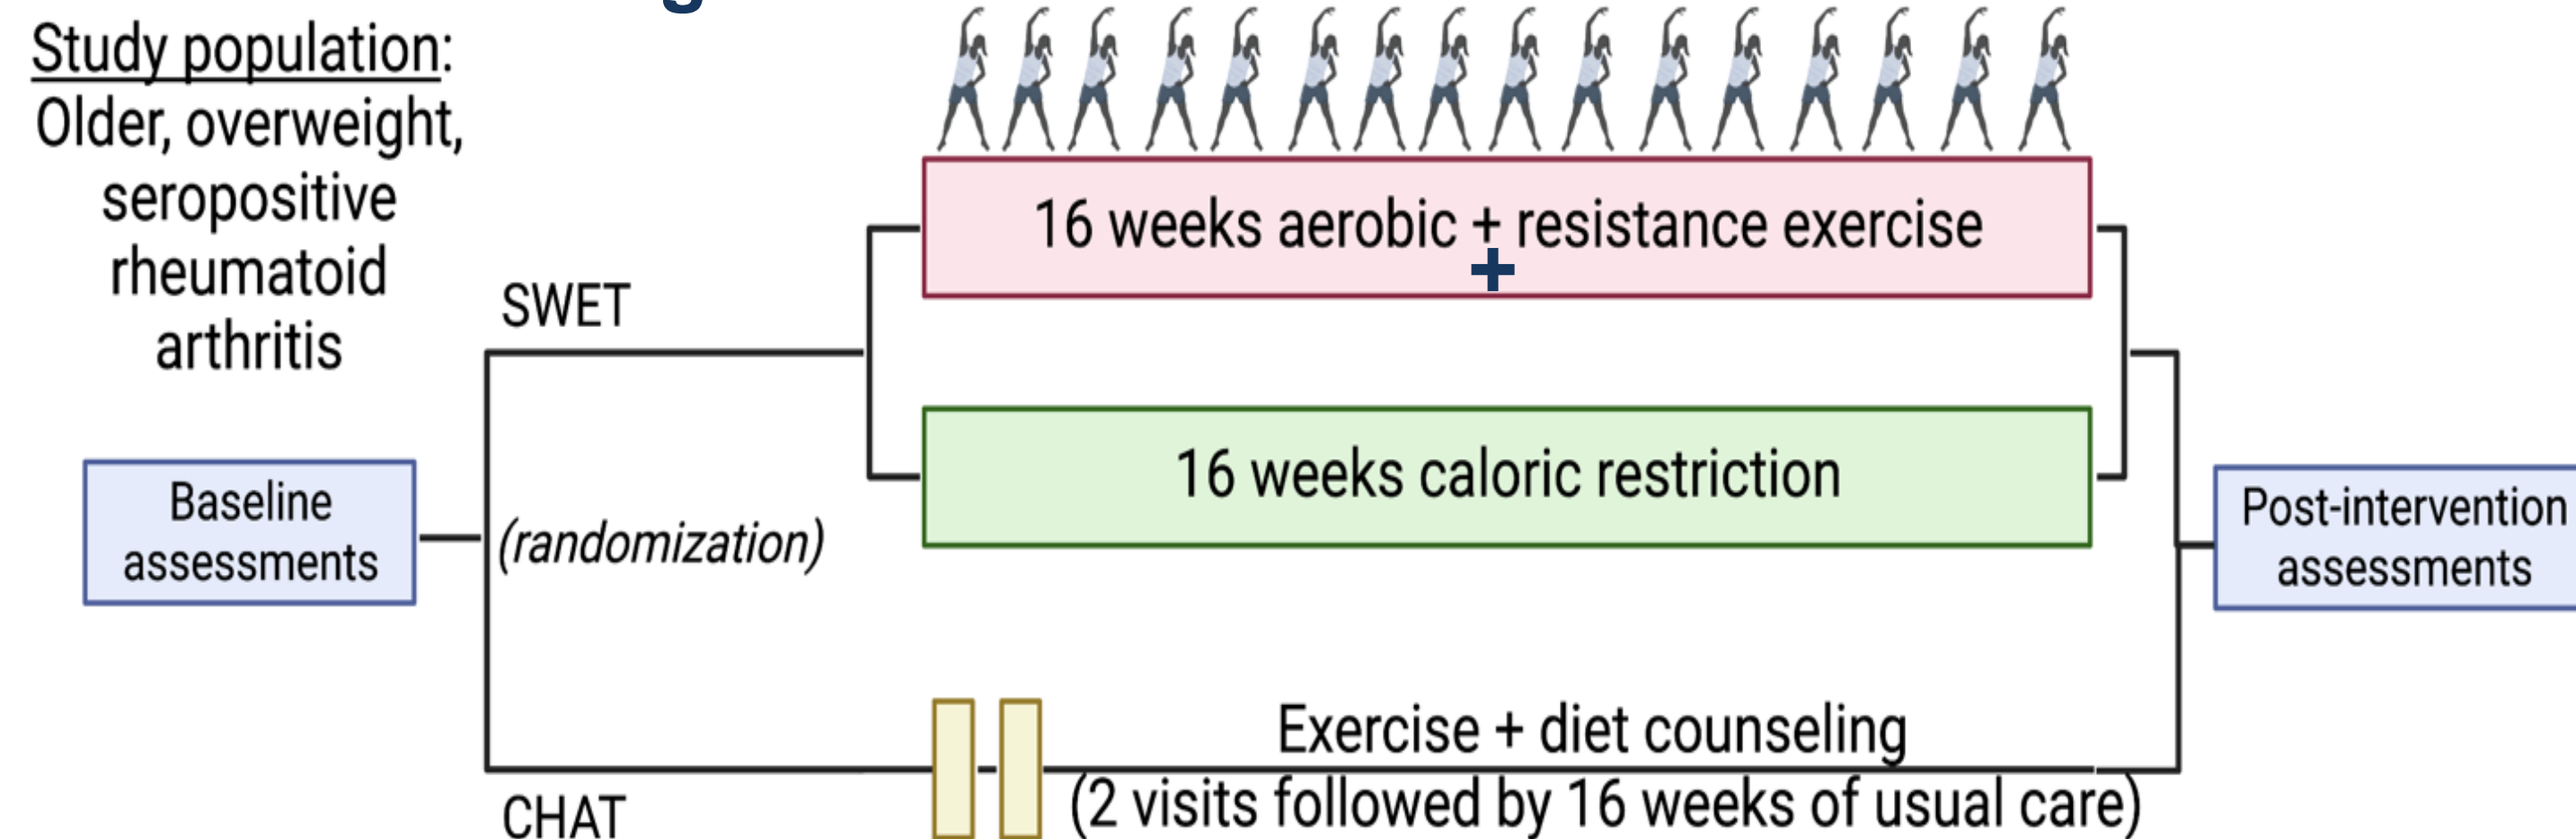 Study population:
Older, overweight,
seropositive
rheumatoid
arthritis
Baseline
assessments
SWET
(randomization)
CHAT
16 weeks aerobic + resistance exercise
+
16 weeks caloric restriction
Exercise + diet counseling
(2 visits followed by 16 weeks of usual care)
Post-intervention
assessments